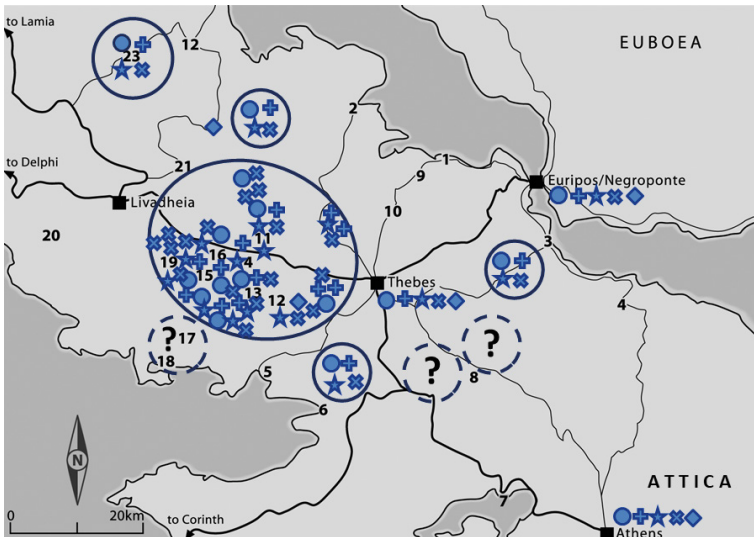 to Lamia
12
EUBOEA
23
2
to Delphi
21
1
9
Euripos/Negroponte
Livadheia
10
20
11
3
16
4
19
15
Thebes
13
12
4
? 17
18
?
?
5
8
6
N
ATTICA
0 20km
to Corinth
7
Athens